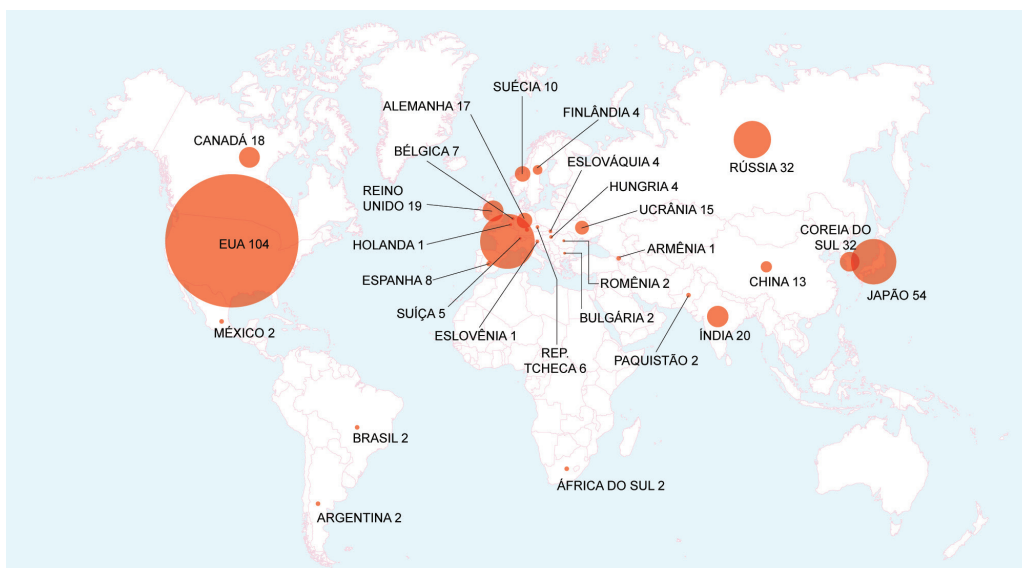 SUÉCIA 10
ALEMANHA 17
FINLÂNDIA 4
CANADÁ 18
BÉLGICA 7
ESLOVÁQUIA 4
RÚSSIA 32
REINO
UNIDO 19
HUNGRIA 4
UCRÂNIA 15
EUA 104
HOLANDA 1
ARMÊNIA 1
COREIA DO
SUL 32
ESPANHA 8
ROMÊNIA 2
CHINA 13
JAPÃO 54
SUÍÇA 5
BULGÁRIA 2
MÉXICO 2
ESLOVÊNIA 1
ÍNDIA 20
REP.
TCHECA 6
PAQUISTÃO 2
BRASIL 2
ÁFRICA DO SUL 2
ARGENTINA 2